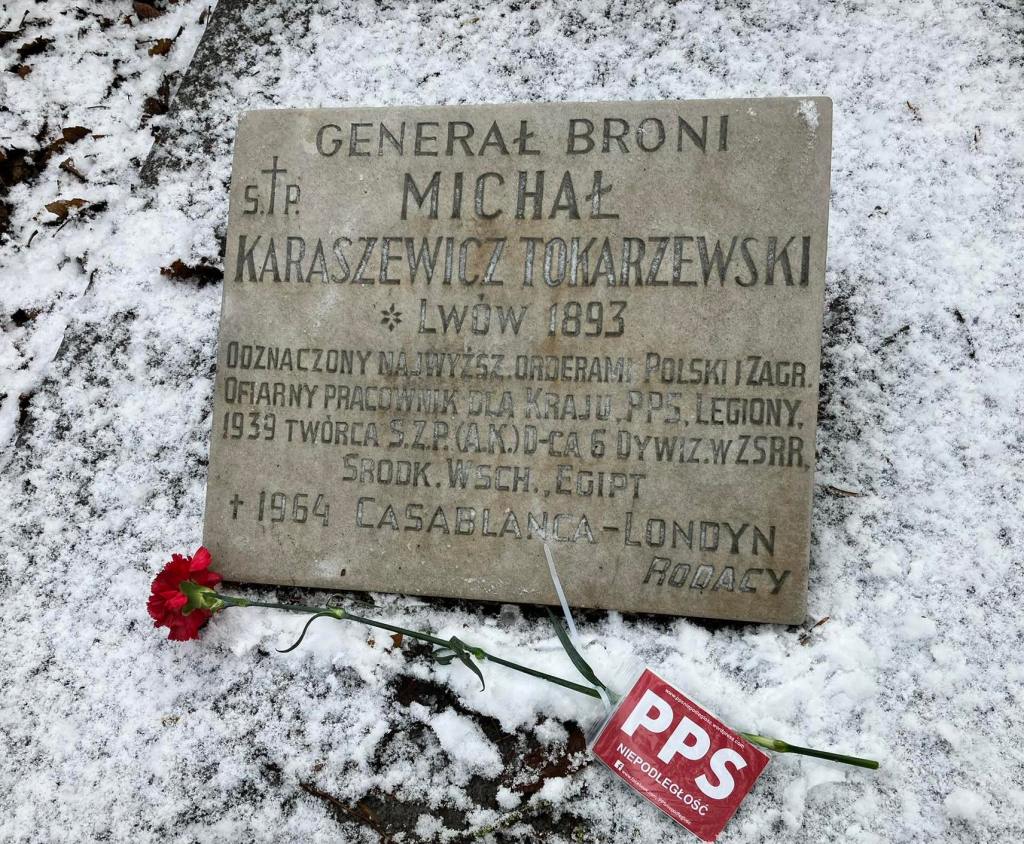 GENERAŁ BRONI
Ś.†P.
MICHAŁ
KARASZEWICZ TOKARZEWSKI
* LWÓW 1893
ODZNACZONY NAJWYŻSZ. ORDERAMI POLSKI I ZAGR.
OFIARNY PRACOWNIK DLA KRAJU, PPS, LEGIONY,
1939 TWÓRCA S.Z.P. (A.K.) D-CA 6 DYWIZ. W ZSRR,
ŚRODK. WSCH., EGIPT
† 1964 CASABLANCA-LONDYN
RODACY
PPS
NIEPODLEGŁOŚĆ